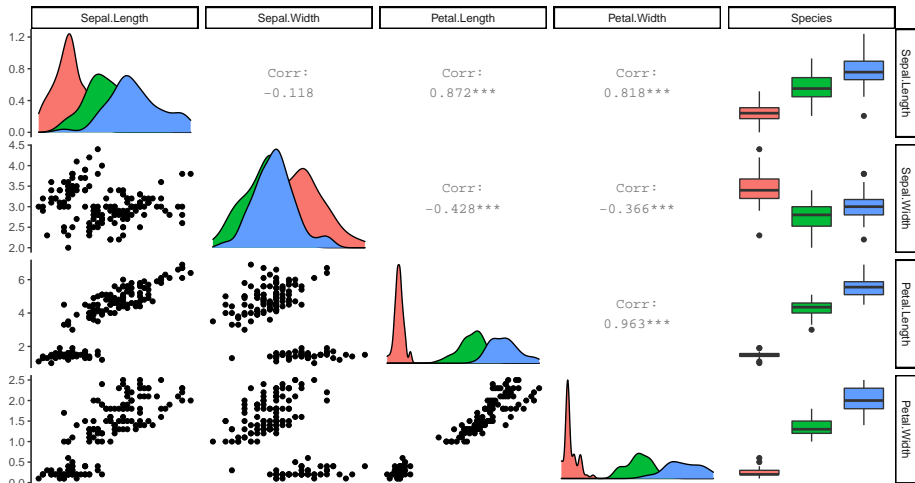 Sepal.Length
Sepal.Width
Petal.Length
Petal.Width
Species
1.2
0.8
0.4
0.0
Corr:
-0.118
Corr:
0.872***
Corr:
0.818***
Sepal.Length
4.5
4.0
3.5
3.0
2.5
2.0
Corr:
-0.428***
Corr:
-0.366***
Sepal.Width
6
4
2
Corr:
0.963***
Petal.Length
2.5
2.0
1.5
1.0
0.5
0.0
Petal.Width